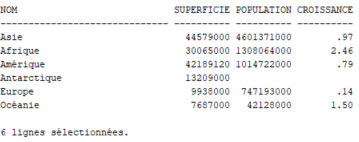 NOM SUPERFICIE POPULATION CROISSANCE
------------------------------ ---------- ---------- ----------
Asie 44579000 4601371000 .97
Afrique 30065000 1308064000 2.46
Amérique 42189120 1014722000 .79
Antarctique 13209000
Europe 9938000 747193000 .14
Océanie 7687000 42128000 1.50
6 lignes sélectionnées.